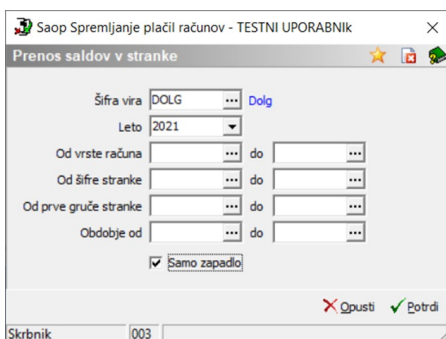 Saop Spremljanje plačil računov - TESTNI UPORABNIk
Prenos saldov v stranke
Šifra vira DOLG ... Dolg
Leto 2021
Od vrste računa ... do ...
Od šifre stranke ... do ...
Od prve gruče stranke ... do ...
Obdobje od ... do ...
Samo zapadlo
Opusti Potrdi
Skrbnik 003